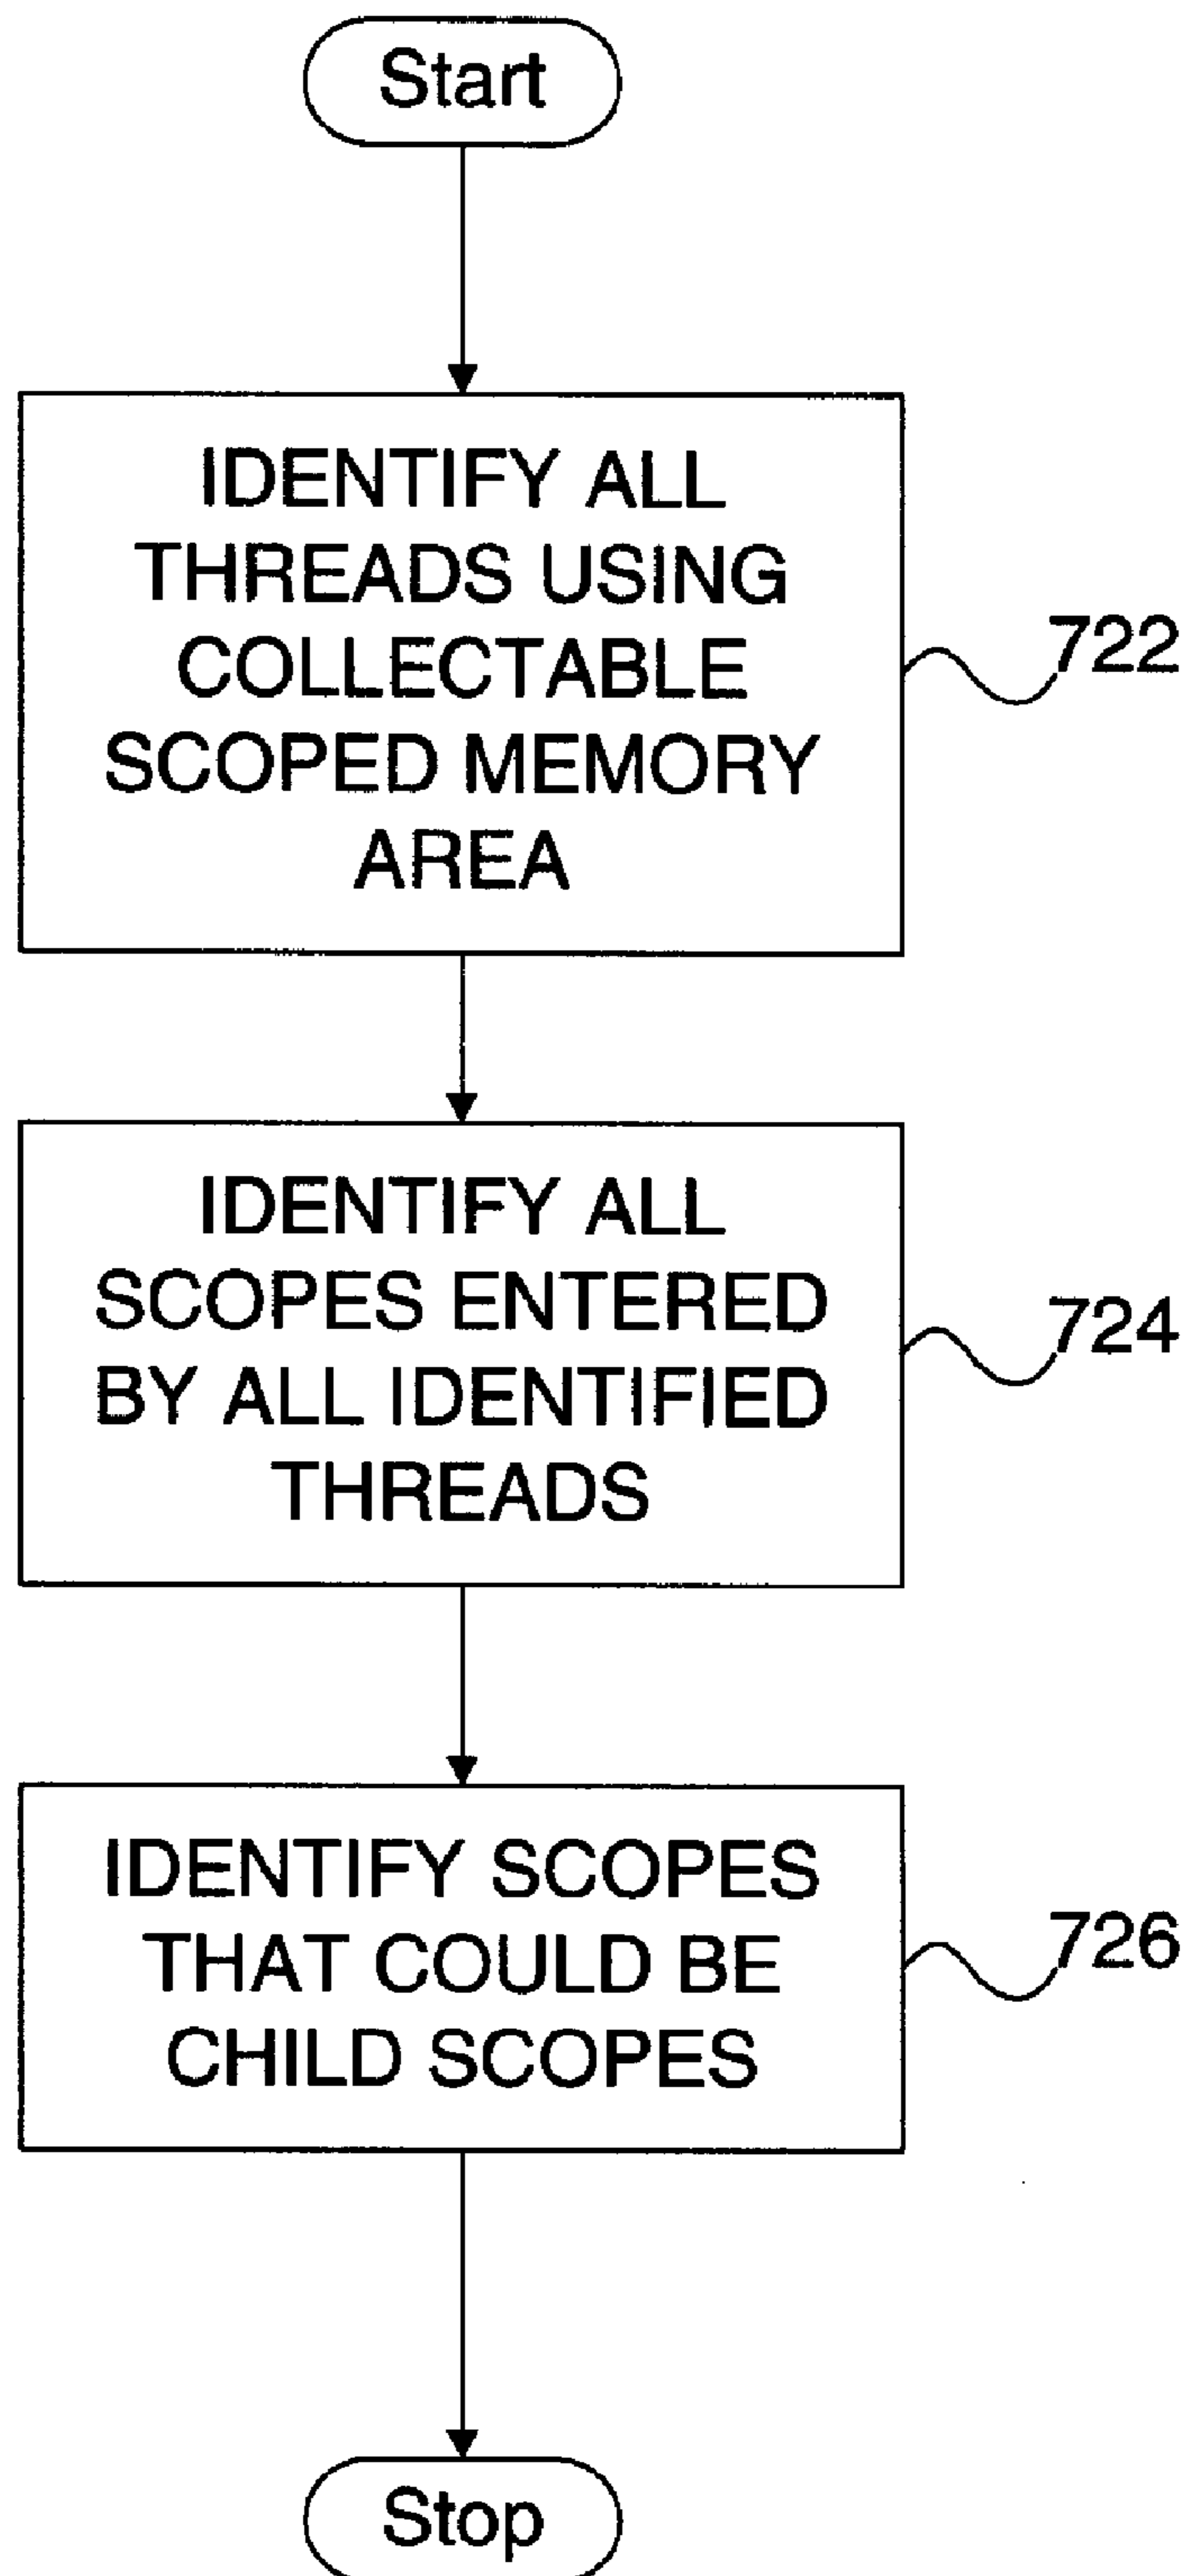 Start
IDENTIFY ALL
THREADS USING
COLLECTABLE
SCOPED MEMORY
AREA
722
IDENTIFY ALL
SCOPES ENTERED
BY ALL IDENTIFIED
THREADS
724
IDENTIFY SCOPES
THAT COULD BE
CHILD SCOPES
726
Stop